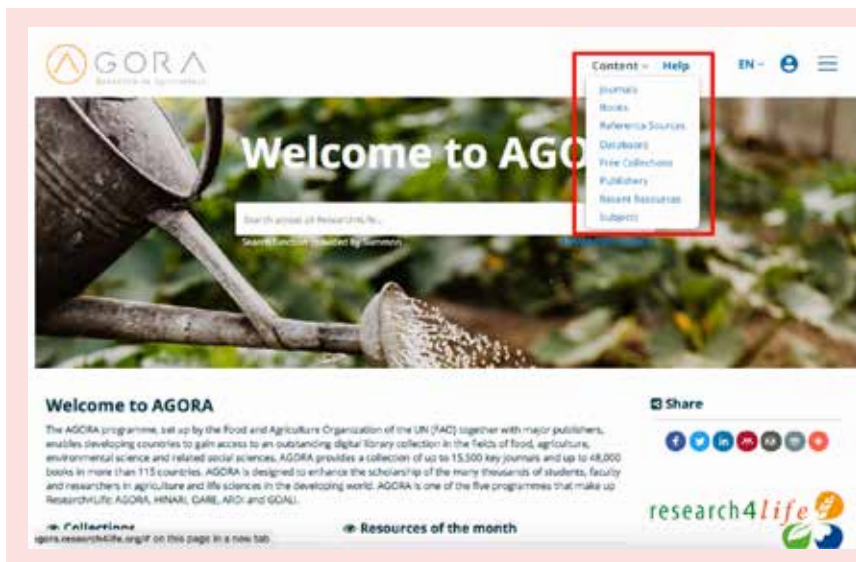 AGORA
Content
Help
EN
Journals
Books
Reference Sources
Databases
Free Collections
Publishers
Recent Resources
Subjects
Welcome to AGO
Search across all Research4Life...
Search function provided by Summon
Welcome to AGORA
The AGORA programme, set up by the Food and Agriculture Organization of the UN (FAO) together with major publishers,
enables developing countries to gain access to an outstanding digital library collection in the fields of food, agriculture,
environmental science and related social sciences. AGORA provides a collection of up to 15,500 key journals and up to 48,000
books in more than 115 countries. AGORA is designed to enhance the scholarship of the many thousands of students, faculty
and researchers in agriculture and life sciences in the developing world. AGORA is one of the five programmes that make up
Research4Life: AGORA, HINARI, OARE, ARDI and GOALI.
Collections
Resources of the month
Share
research4life
agora.research4life.org/# on this page in a new tab